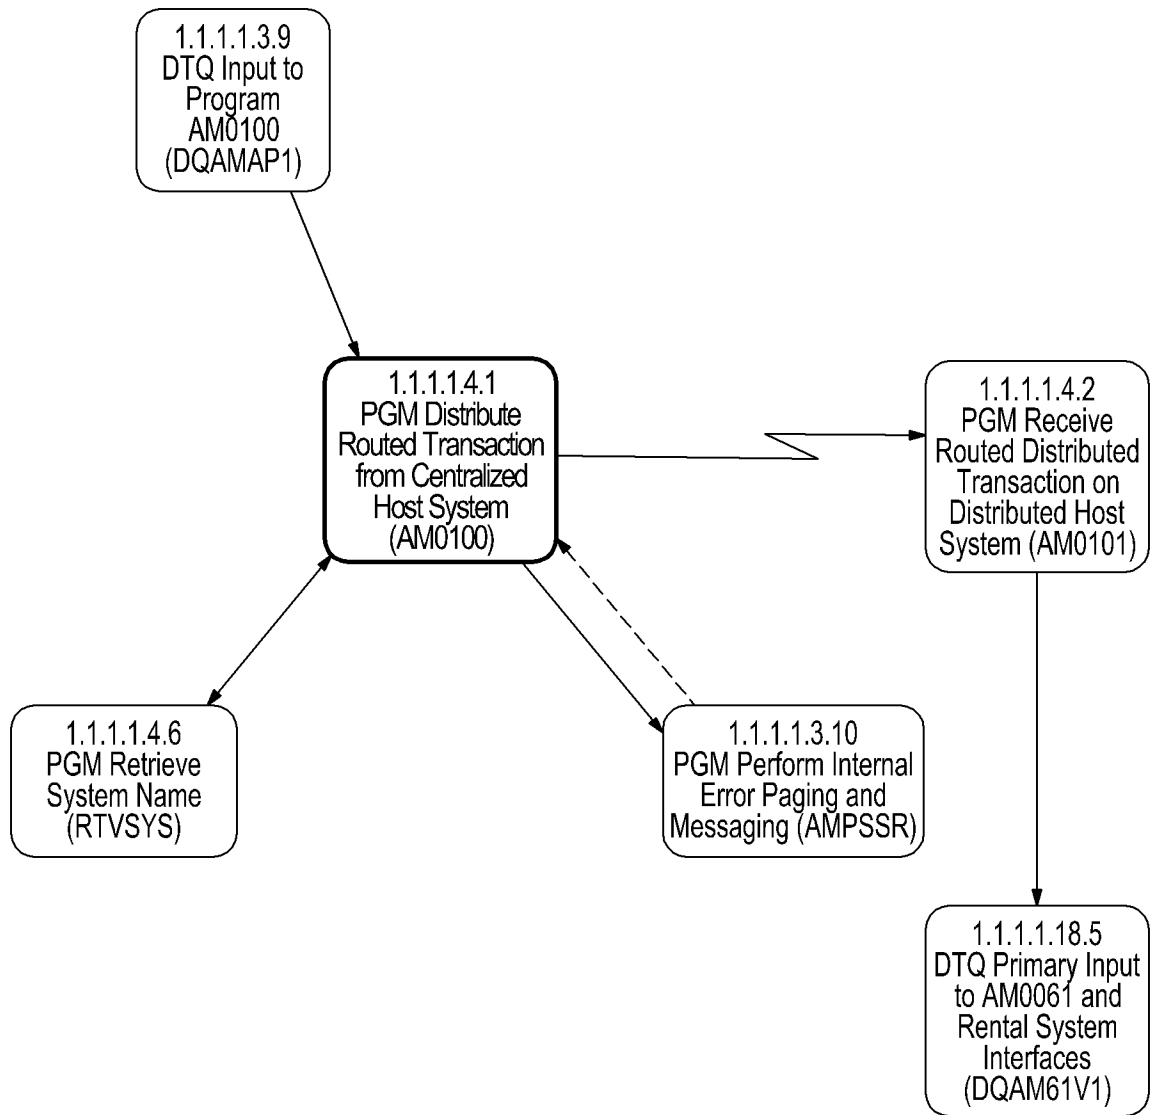 1.1.1.1.3.9
DTQ Input to
Program
AM0100
(DQAMAP1)
1.1.1.1.4.1
PGM Distribute
Routed Transaction
from Centralized
Host System
(AM0100)
1.1.1.1.4.2
PGM Receive
Routed Distributed
Transaction on
Distributed Host
System (AM0101)
1.1.1.1.4.6
PGM Retrieve
System Name
(RTVSYS)
1.1.1.1.3.10
PGM Perform Internal
Error Paging and
Messaging (AMPSSR)
1.1.1.1.18.5
DTQ Primary Input
to AM0061 and
Rental System
Interfaces
(DQAM61V1)